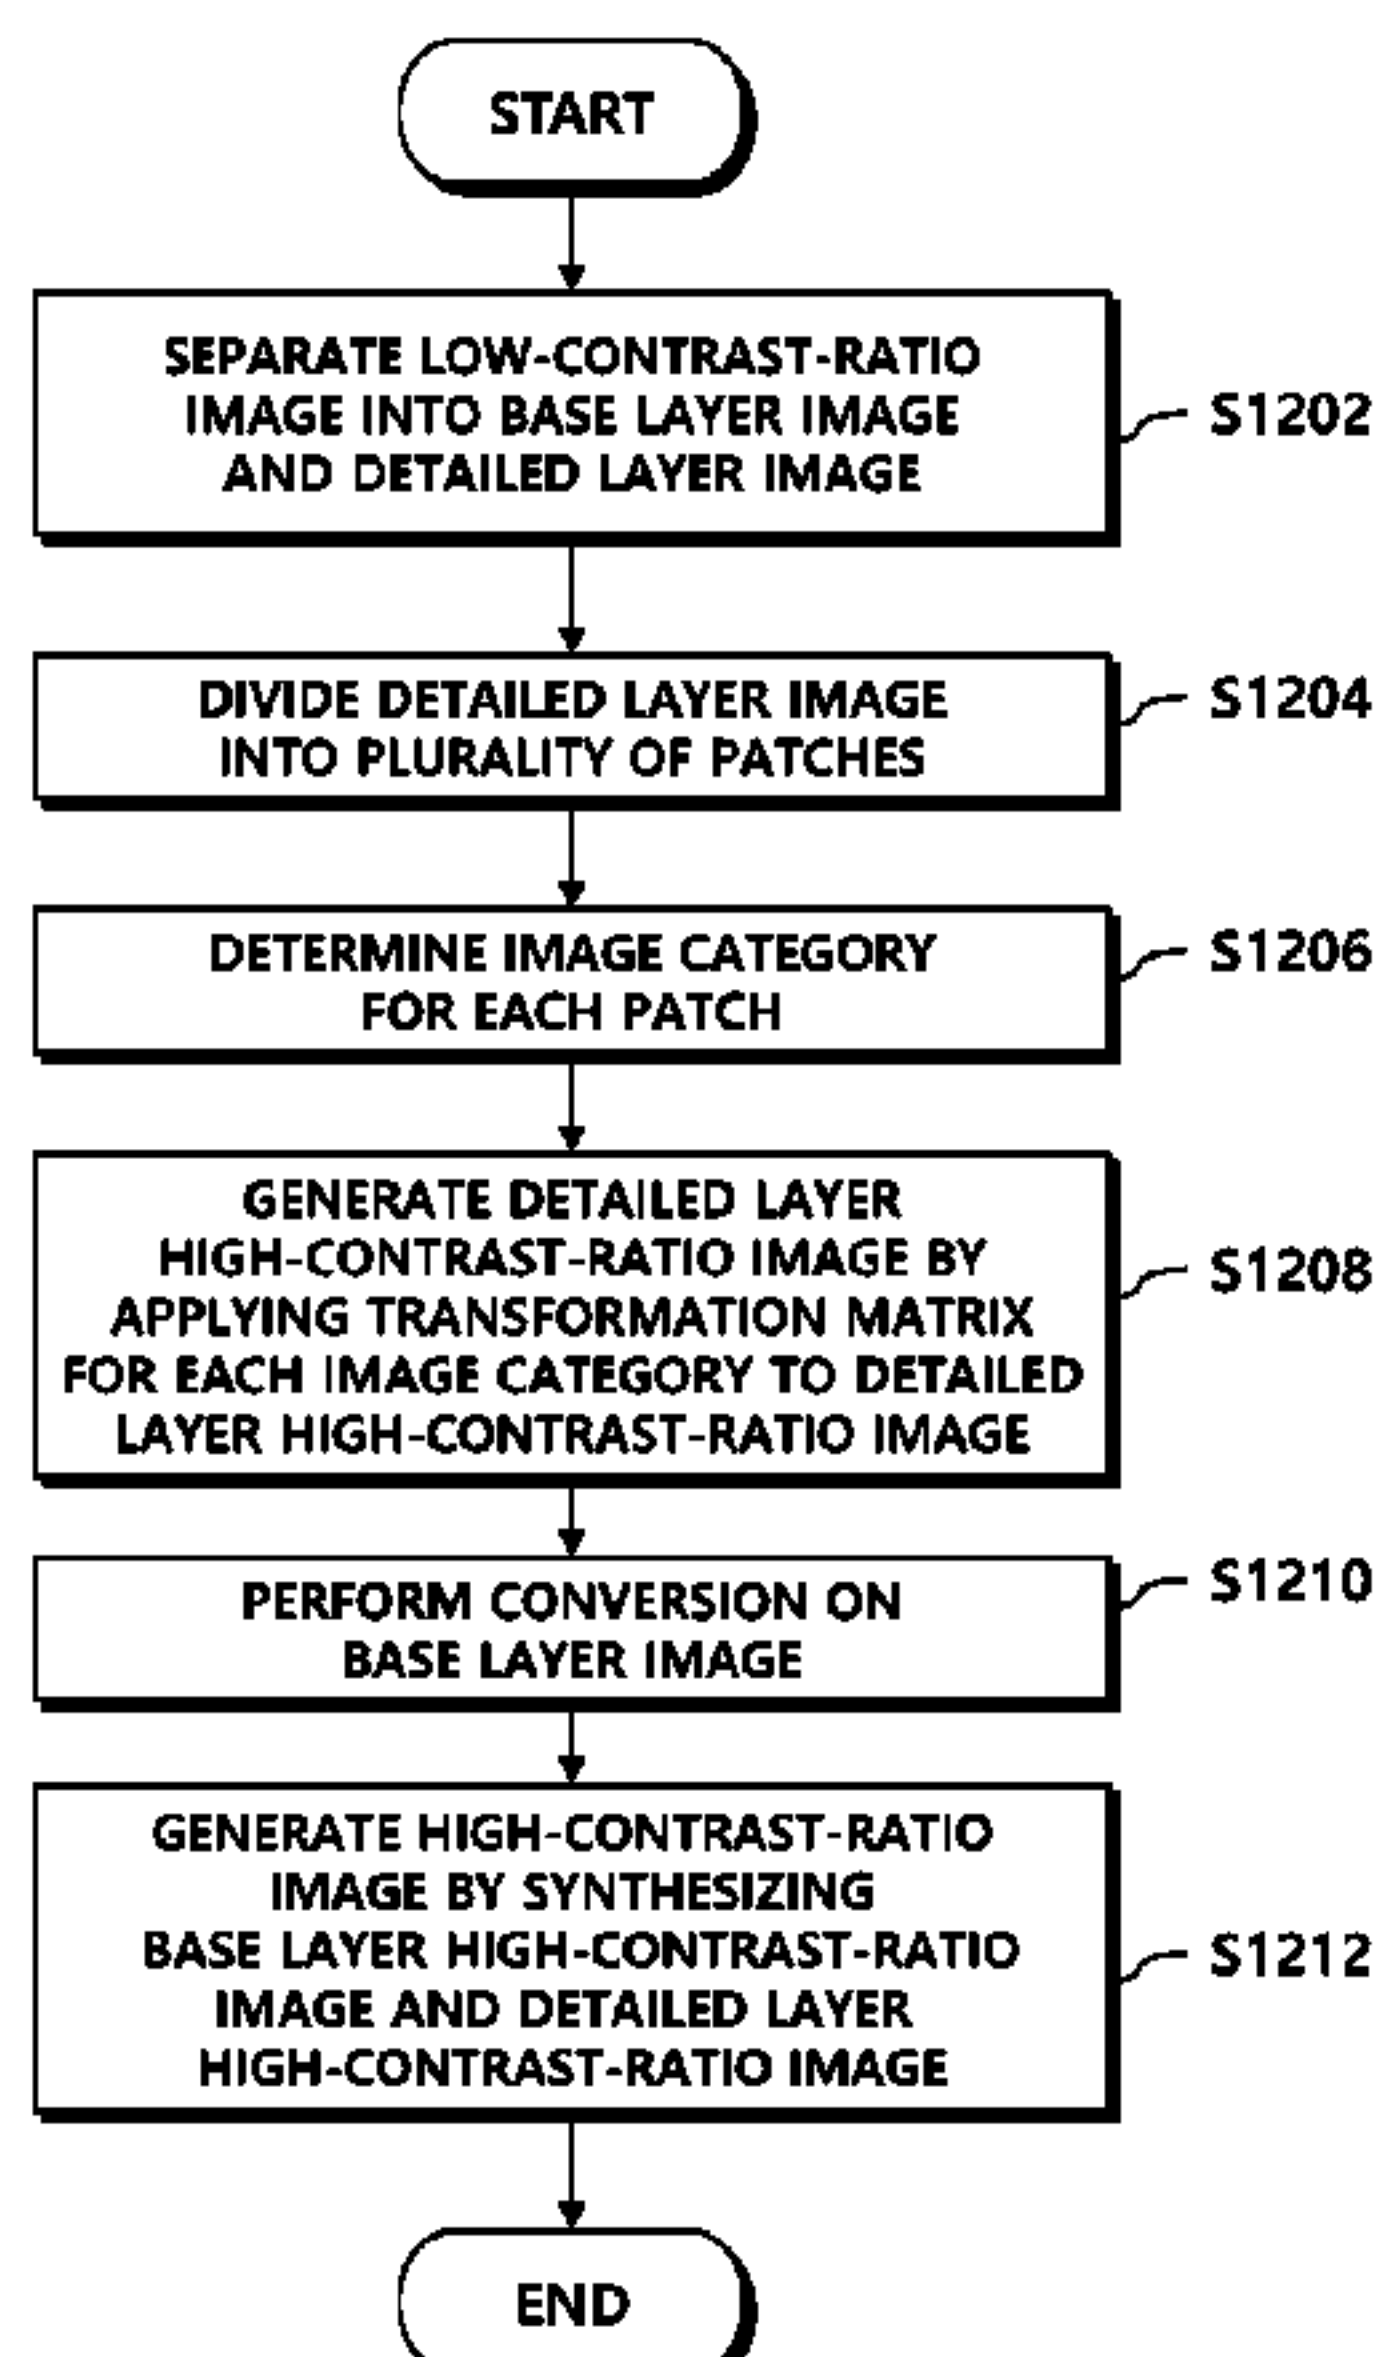 START
SEPARATE LOW-CONTRAST-RATIO
IMAGE INTO BASE LAYER IMAGE
AND DETAILED LAYER IMAGE
S1202
DIVIDE DETAILED LAYER IMAGE
INTO PLURALITY OF PATCHES
S1204
DETERMINE IMAGE CATEGORY
FOR EACH PATCH
S1206
GENERATE DETAILED LAYER
HIGH-CONTRAST-RATIO IMAGE BY
APPLYING TRANSFORMATION MATRIX
FOR EACH IMAGE CATEGORY TO DETAILED
LAYER HIGH-CONTRAST-RATIO IMAGE
S1208
PERFORM CONVERSION ON
BASE LAYER IMAGE
S1210
GENERATE HIGH-CONTRAST-RATIO
IMAGE BY SYNTHESIZING
BASE LAYER HIGH-CONTRAST-RATIO
IMAGE AND DETAILED LAYER
HIGH-CONTRAST-RATIO IMAGE
S1212
END